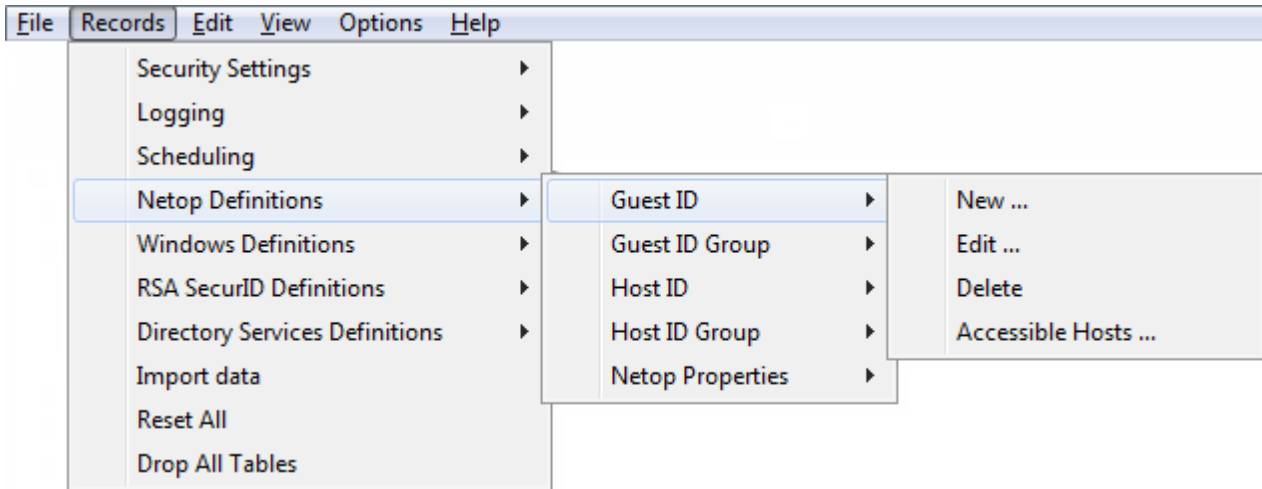 File Records Edit View Options Help
Security Settings
Logging
Scheduling
Netop Definitions
Windows Definitions
RSA SecurID Definitions
Directory Services Definitions
Import data
Reset All
Drop All Tables
Guest ID
Guest ID Group
Host ID
Host ID Group
Netop Properties
New ...
Edit ...
Delete
Accessible Hosts ...